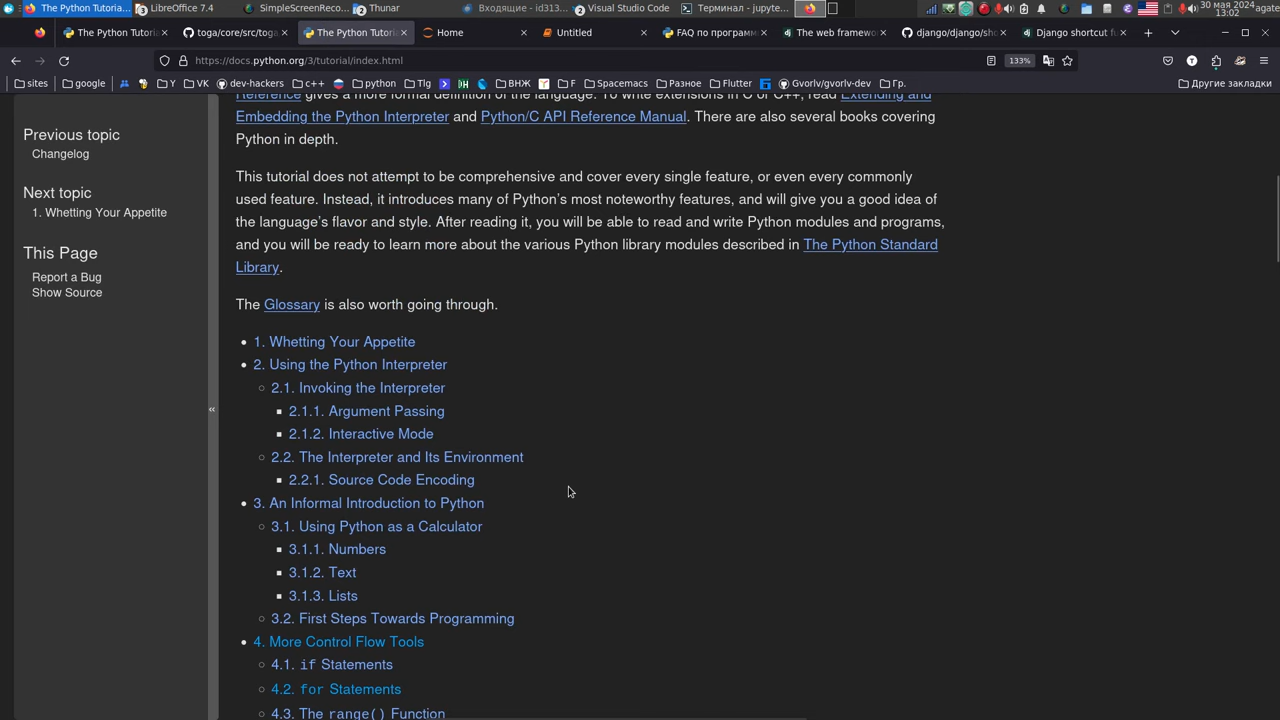 The Python Tutoria...
3 LibreOffice 7.4
SimpleScreenReco...
2 Thunar
Входящие - id313...
2 Visual Studio Code
Терминал - jupyte...
30 мая 2024 agate
13:02
The Python Tutorial
toga/core/src/toga
The Python Tutorial
Home
Untitled
FAQ по программ
The web framewo
django/django/sho
Django shortcut fu
https://docs.python.org/3/tutorial/index.html
133%
sites
google
Y
VK
dev-hackers
C++
python
Tlg
ВНЖ
F
Spacemacs
Разное
Flutter
Gvorlv/gvorlv-dev
Гр.
Другие закладки
Previous topic
Changelog
Next topic
1. Whetting Your Appetite
This Page
Report a Bug
Show Source
«
Reference gives a more formal definition of the language. To write extensions in C or C++, read Extending and
Embedding the Python Interpreter and Python/C API Reference Manual. There are also several books covering
Python in depth.
This tutorial does not attempt to be comprehensive and cover every single feature, or even every commonly
used feature. Instead, it introduces many of Python’s most noteworthy features, and will give you a good idea of
the language’s flavor and style. After reading it, you will be able to read and write Python modules and programs,
and you will be ready to learn more about the various Python library modules described in The Python Standard
Library.
The Glossary is also worth going through.
1. Whetting Your Appetite
2. Using the Python Interpreter
2.1. Invoking the Interpreter
2.1.1. Argument Passing
2.1.2. Interactive Mode
2.2. The Interpreter and Its Environment
2.2.1. Source Code Encoding
3. An Informal Introduction to Python
3.1. Using Python as a Calculator
3.1.1. Numbers
3.1.2. Text
3.1.3. Lists
3.2. First Steps Towards Programming
4. More Control Flow Tools
4.1. if Statements
4.2. for Statements
4.3. The range() Function